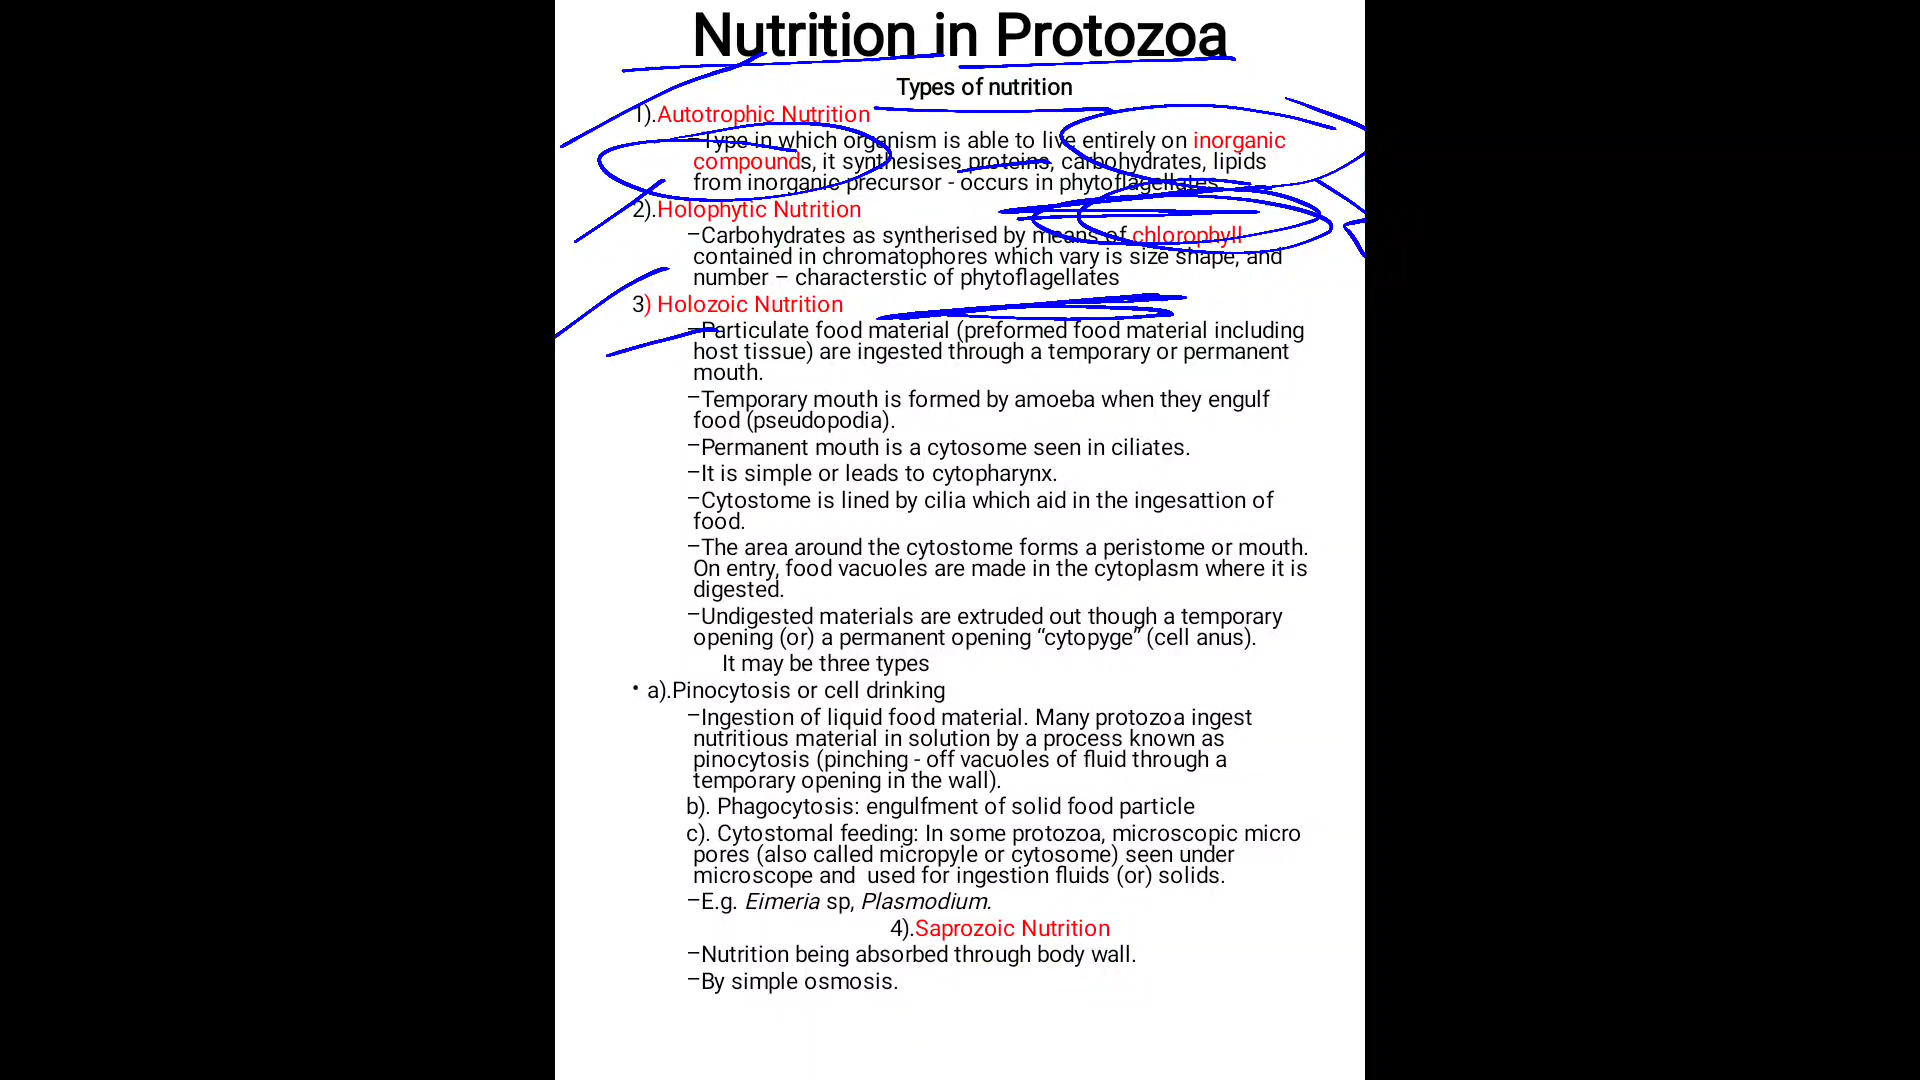 Nutrition in Protozoa
Types of nutrition
1).Autotrophic Nutrition
–Type in which organism is able to live entirely on inorganic
compounds, it synthesises proteins, carbohydrates, lipids
from inorganic precursor - occurs in phytoflagellates
2).Holophytic Nutrition
–Carbohydrates as syntherised by means of chlorophyll
contained in chromatophores which vary is size shape, and
number – characterstic of phytoflagellates
3) Holozoic Nutrition
–Particulate food material (preformed food material including
host tissue) are ingested through a temporary or permanent
mouth.
–Temporary mouth is formed by amoeba when they engulf
food (pseudopodia).
–Permanent mouth is a cytosome seen in ciliates.
–It is simple or leads to cytopharynx.
–Cytostome is lined by cilia which aid in the ingesattion of
food.
–The area around the cytostome forms a peristome or mouth.
On entry, food vacuoles are made in the cytoplasm where it is
digested.
–Undigested materials are extruded out though a temporary
opening (or) a permanent opening “cytopyge” (cell anus).
It may be three types
• a).Pinocytosis or cell drinking
–Ingestion of liquid food material. Many protozoa ingest
nutritious material in solution by a process known as
pinocytosis (pinching - off vacuoles of fluid through a
temporary opening in the wall).
b). Phagocytosis: engulfment of solid food particle
c). Cytostomal feeding: In some protozoa, microscopic micro
pores (also called micropyle or cytosome) seen under
microscope and used for ingestion fluids (or) solids.
–E.g. Eimeria sp, Plasmodium.
4).Saprozoic Nutrition
–Nutrition being absorbed through body wall.
–By simple osmosis.